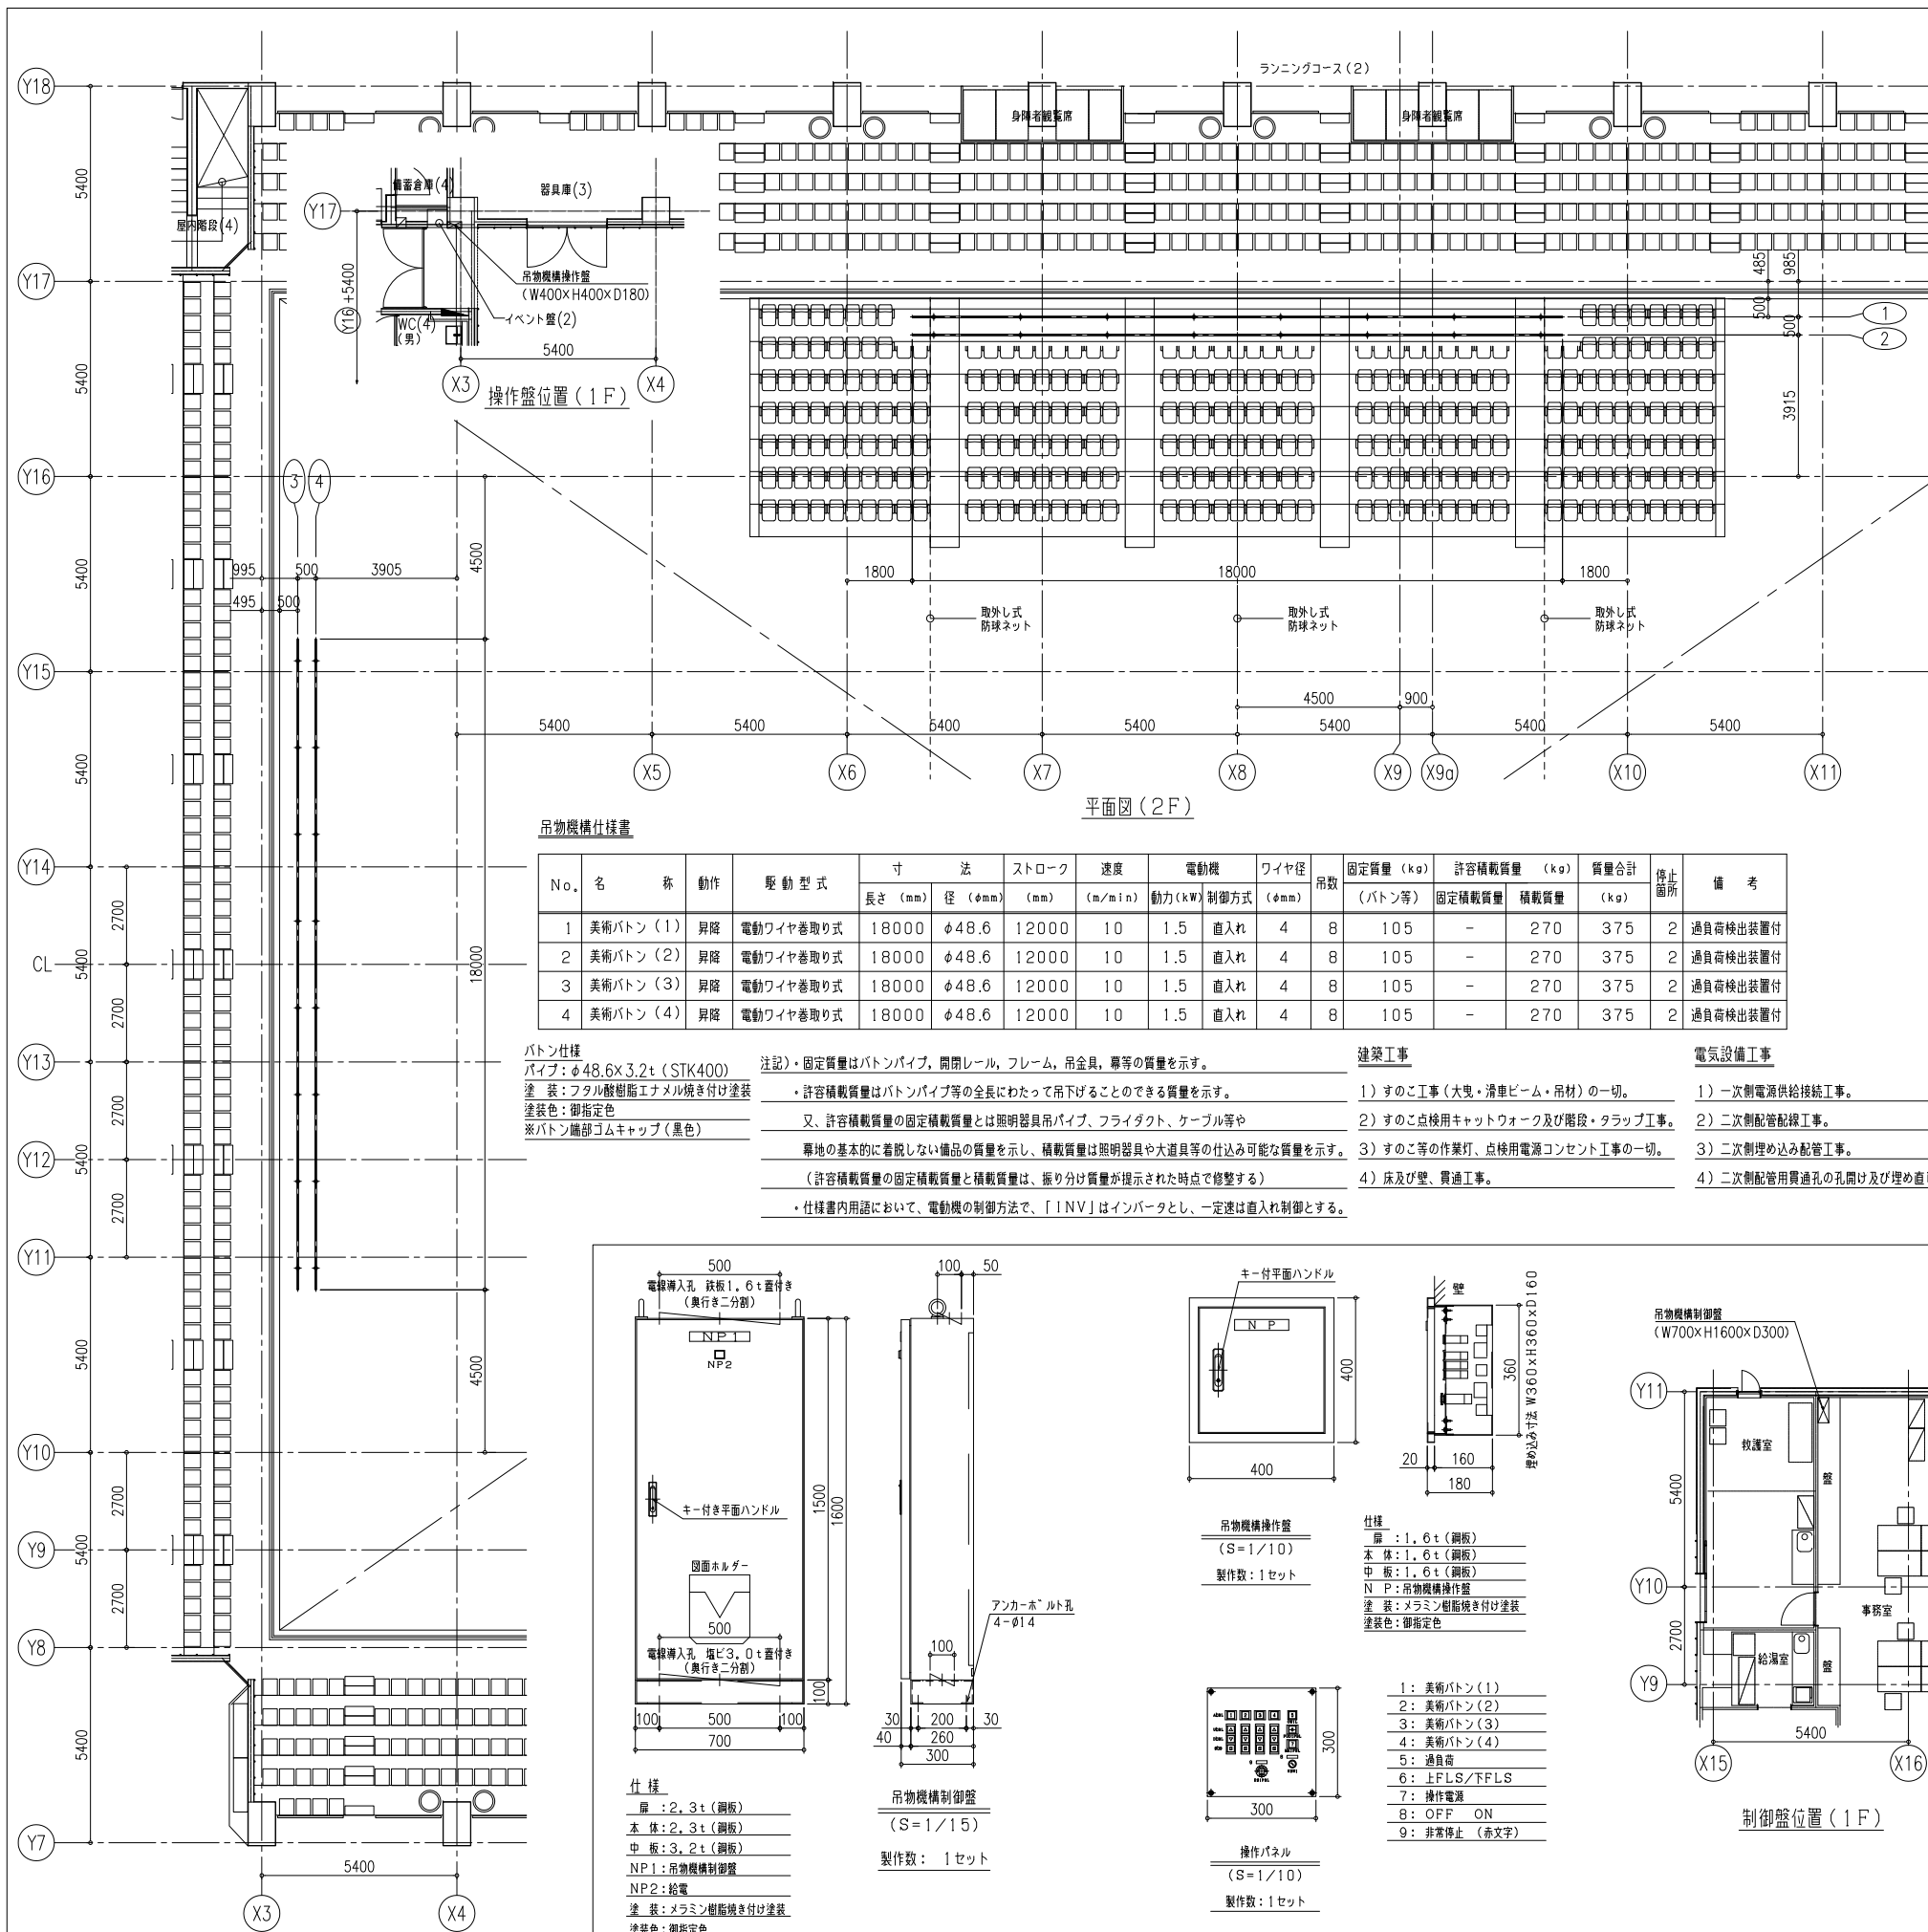 ランニングコース(2)
身障者観覧席
身障者観覧席
Y18
5400
屋内階段(4)
備蓄倉庫(4)
器具庫(3)
Y17
Y16+5400
吊物機構操作盤
(W400×H400×D180)
イベント盤(2)
WC(4)
(男)
5400
X3
X4
操作盤位置(1F)
Y17
485
985
500
500
3915
1
2
5400
Y16
3
4
995
500
3905
495
500
4500
5400
1800
18000
1800
取外し式
防球ネット
取外し式
防球ネット
取外し式
防球ネット
Y15
4500
900
5400
5400
5400
5400
5400
5400
5400
5400
X5
X6
X7
X8
X9
X9a
X10
X11
平面図(2F)
Y14
2700
CL
5400
2700
18000
Y13
2700
5400
Y12
2700
Y11
5400
4500
Y10
2700
5400
Y9
2700
Y8
5400
Y7
5400
X3
X4
吊物機構仕様書
No. 名 称 動作 駆動型式 寸 法 ストローク 速度 電動機 ワイヤ径 吊数 固定質量 (kg) 許容積載質量 (kg) 質量合計 停止箇所 備 考
長さ (mm) 径 (φmm) (mm) (m/min) 動力(kW) 制御方式 (φmm) (バトン等) 固定積載質量 積載質量 (kg)
1 美術バトン(1) 昇降 電動ワイヤ巻取り式 18000 φ48.6 12000 10 1.5 直入れ 4 8 105 - 270 375 2 過負荷検出装置付
2 美術バトン(2) 昇降 電動ワイヤ巻取り式 18000 φ48.6 12000 10 1.5 直入れ 4 8 105 - 270 375 2 過負荷検出装置付
3 美術バトン(3) 昇降 電動ワイヤ巻取り式 18000 φ48.6 12000 10 1.5 直入れ 4 8 105 - 270 375 2 過負荷検出装置付
4 美術バトン(4) 昇降 電動ワイヤ巻取り式 18000 φ48.6 12000 10 1.5 直入れ 4 8 105 - 270 375 2 過負荷検出装置付
バトン仕様
パイプ:φ48.6×3.2t(STK400)
塗 装:フタル酸樹脂エナメル焼き付け塗装
塗装色:御指定色
※バトン端部ゴムキャップ(黒色)
注記)・固定質量はバトンパイプ,開閉レール,フレーム,吊金具,幕等の質量を示す。
・許容積載質量はバトンパイプ等の全長にわたって吊下げることのできる質量を示す。
又、許容積載質量の固定積載質量とは照明器具吊パイプ、フライダクト、ケーブル等や
幕地の基本的に着脱しない備品の質量を示し、積載質量は照明器具や大道具等の仕込み可能な質量を示す。
(許容積載質量の固定積載質量と積載質量は、振り分け質量が提示された時点で修整する)
・仕様書内用語において、電動機の制御方法で、「INV」はインバータとし、一定速は直入れ制御とする。
建築工事
1)すのこ工事(大曳・滑車ビーム・吊材)の一切。
2)すのこ点検用キャットウォーク及び階段・タラップ工事。
3)すのこ等の作業灯、点検用電源コンセント工事の一切。
4)床及び壁、貫通工事。
電気設備工事
1)一次側電源供給接続工事。
2)二次側配管配線工事。
3)二次側埋め込み配管工事。
4)二次側配管用貫通孔の孔開け及び埋め直
500
電線導入孔 鉄板1.6t蓋付き
(奥行き二分割)
NP1
NP2
キー付き平面ハンドル
図面ホルダー
500
電線導入孔 塩ビ3.0t蓋付き
(奥行き二分割)
1500
1600
100
100
500
100
700
100
50
アンカーボルト孔
4-φ14
100
30
200
30
40
260
300
仕 様
扉 :2.3t(鋼板)
本 体:2.3t(鋼板)
中 板:3.2t(鋼板)
NP1:吊物機構制御盤
NP2:給電
塗 装:メラミン樹脂焼き付け塗装
塗装色:御指定色
吊物機構制御盤
(S=1/15)
製作数: 1セット
キー付平面ハンドル
N P
400
400
壁
360
埋め込み寸法 W360×H360×D160
20
160
180
吊物機構操作盤
(S=1/10)
製作数:1セット
仕様
扉 :1.6t(鋼板)
本 体:1.6t(鋼板)
中 板:1.6t(鋼板)
N P:吊物機構操作盤
塗 装:メラミン樹脂焼き付け塗装
塗装色:御指定色
300
300
操作パネル
(S=1/10)
製作数:1セット
1: 美術バトン(1)
2: 美術バトン(2)
3: 美術バトン(3)
4: 美術バトン(4)
5: 過負荷
6: 上FLS/下FLS
7: 操作電源
8: OFF ON
9: 非常停止 (赤文字)
吊物機構制御盤
(W700×H1600×D300)
Y11
救護室
盤
5400
Y10
事務室
2700
給湯室
盤
Y9
5400
X15
X16
制御盤位置(1F)